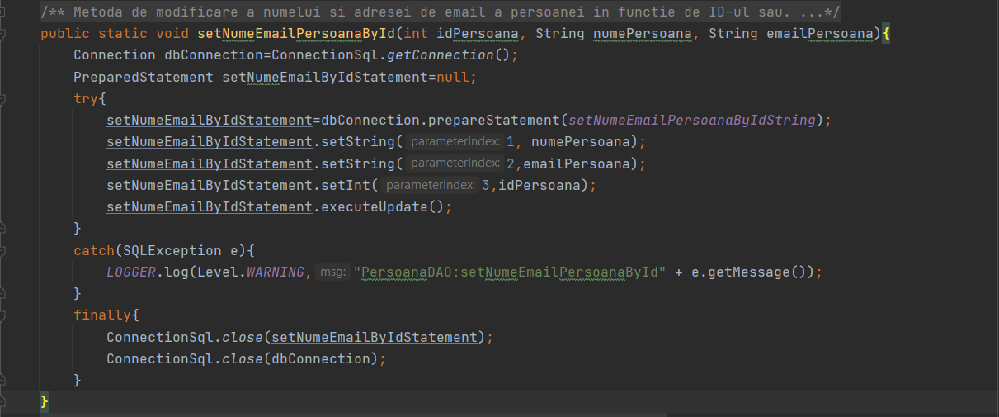 /** Metoda de modificare a numelui si adresei de email a persoanei in functie de ID-ul sau. ...*/
public static void setNumeEmailPersoanaById(int idPersoana, String numePersoana, String emailPersoana){
Connection dbConnection=ConnectionSql.getConnection();
PreparedStatement setNumeEmailByIdStatement=null;
try{
setNumeEmailByIdStatement=dbConnection.prepareStatement(setNumeEmailPersoanaByIdString);
setNumeEmailByIdStatement.setString( parameterIndex: 1, numePersoana);
setNumeEmailByIdStatement.setString( parameterIndex: 2,emailPersoana);
setNumeEmailByIdStatement.setInt( parameterIndex: 3,idPersoana);
setNumeEmailByIdStatement.executeUpdate();
}
catch(SQLException e){
LOGGER.log(Level.WARNING, msg: "PersoanaDAO:setNumeEmailPersoanaById" + e.getMessage());
}
finally{
ConnectionSql.close(setNumeEmailByIdStatement);
ConnectionSql.close(dbConnection);
}
}